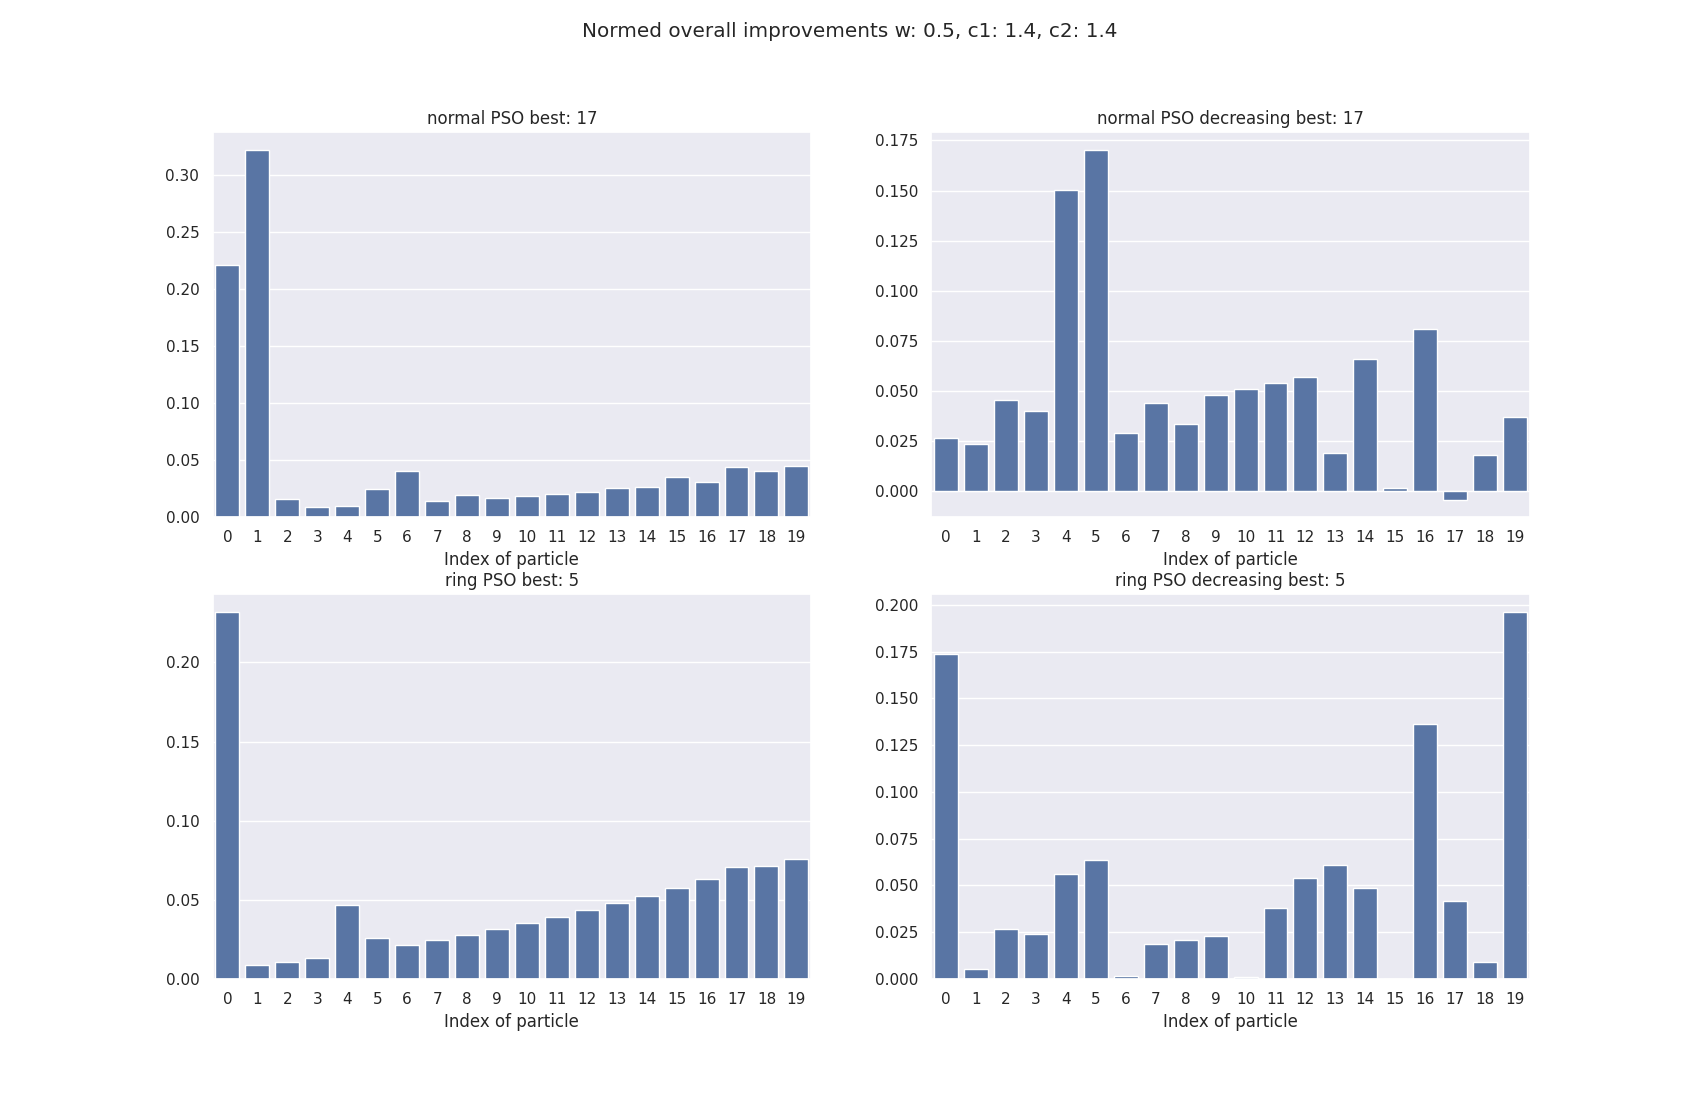 Normed overall improvements w: 0.5, c1: 1.4, c2: 1.4
normal PSO best: 17
0.30
0.25
0.20
0.15
0.10
0.05
0.00
0 1 2 3 4 5 6 7 8 9 10 11 12 13 14 15 16 17 18 19
Index of particle
normal PSO decreasing best: 17
0.175
0.150
0.125
0.100
0.075
0.050
0.025
0.000
0 1 2 3 4 5 6 7 8 9 10 11 12 13 14 15 16 17 18 19
Index of particle
ring PSO best: 5
0.20
0.15
0.10
0.05
0.00
0 1 2 3 4 5 6 7 8 9 10 11 12 13 14 15 16 17 18 19
Index of particle
ring PSO decreasing best: 5
0.200
0.175
0.150
0.125
0.100
0.075
0.050
0.025
0.000
0 1 2 3 4 5 6 7 8 9 10 11 12 13 14 15 16 17 18 19
Index of particle